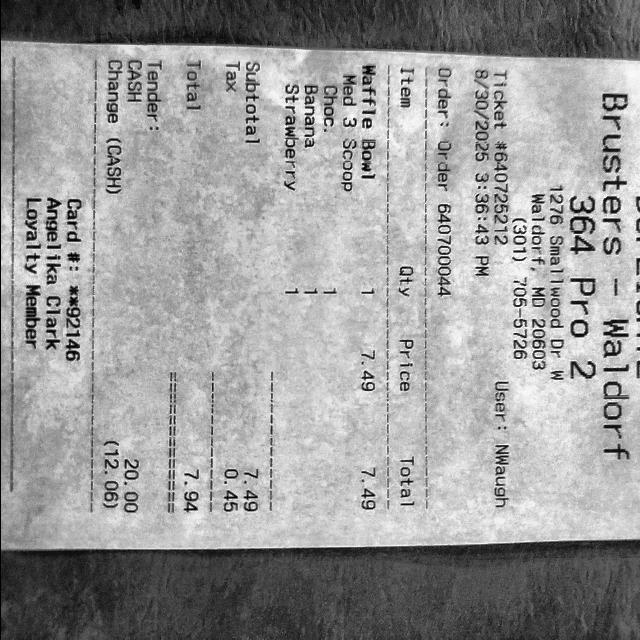 Brusters - Waldorf
364 Pro 2
1276 Smallwood Dr W
Waldorf, MD 20603
(301) 705-5726
Ticket #640726212 User: NWaugh
8/30/2025 3:36:43 PM
Order: Order 640700044
Item Qty Price Total
Waffle Bowl 1 7.49 7.49
Med 3 Scoop
Choc. 1
Banana 1
Strawberry 1
Subtotal 7.49
Tax 0.45
Total 7.94
Tender:
CASH 20.00
Change (CASH) (12.06)
Card #: **92146
Angelika Clark
Loyalty Member